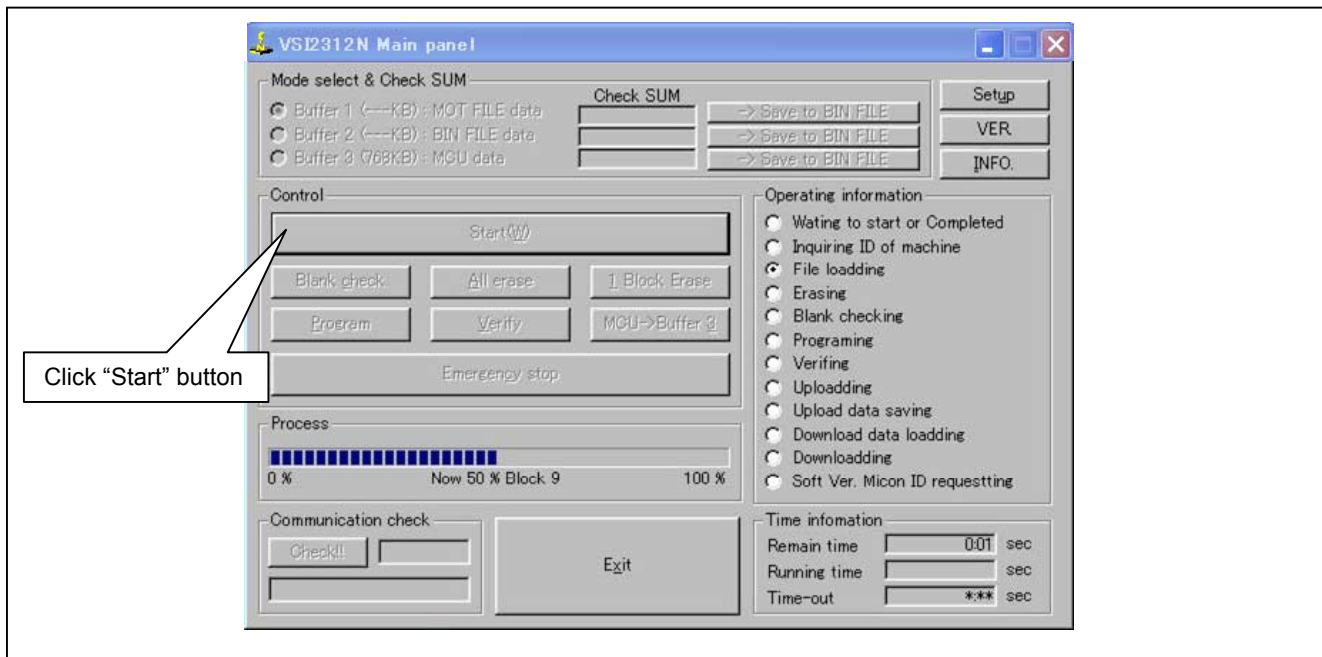 VSI2312N Main panel
Mode select & Check SUM
Check SUM
Buffer 1 (---KB) : MOT FILE data
-> Save to BIN FILE
Buffer 2 (---KB) : BIN FILE data
-> Save to BIN FILE
Buffer 3 (768KB) : MCU data
-> Save to BIN FILE
Setup
VER.
INFO.
Control
Start(W)
Blank check
All erase
1 Block Erase
Program
Verify
MCU->Buffer 3
Emergency stop
Click “Start” button
Operating information
Wating to start or Completed
Inquiring ID of machine
File loadding
Erasing
Blank checking
Programing
Verifing
Uploadding
Upload data saving
Download data loadding
Downloadding
Soft Ver. Micon ID requestting
Process
0 % Now 50 % Block 9 100 %
Communication check
Check!!
Exit
Time infomation
Remain time 0:01 sec
Running time sec
Time-out *:** sec